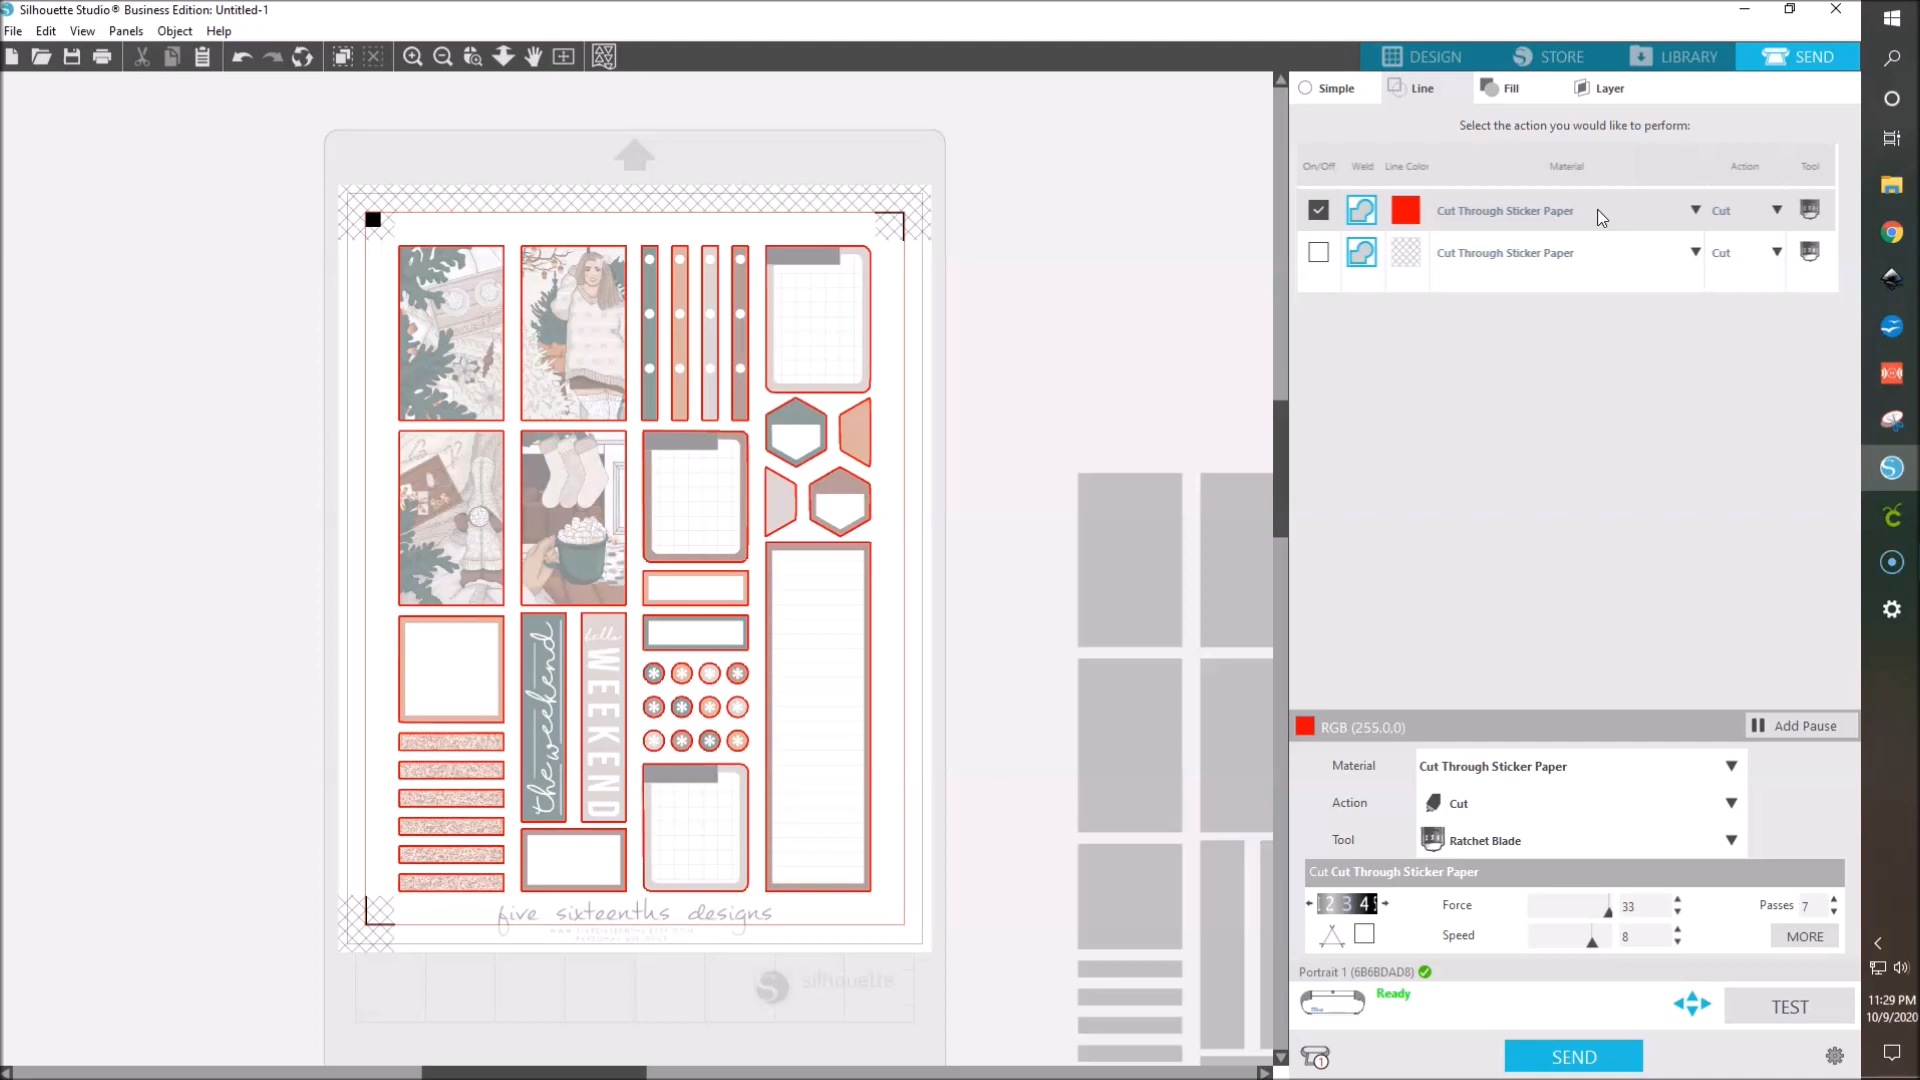 Silhouette Studio® Business Edition: Untitled-1
File Edit View Panels Object Help
DESIGN STORE LIBRARY SEND
Simple Line Fill Layer
Select the action you would like to perform:
On/Off Weld Line Color Material Action Tool
Cut Through Sticker Paper Cut
Cut Through Sticker Paper Cut
the weekend
hello WEEKEND
five sixteenths designs
silhouette
RGB (255,0,0) Add Pause
Material Cut Through Sticker Paper
Action Cut
Tool Ratchet Blade
Cut Cut Through Sticker Paper
Force 33 Passes 7
Speed 8 MORE
Portrait 1 (6B6BDAD8)
Ready
TEST
SEND
11:29 PM
10/9/2020